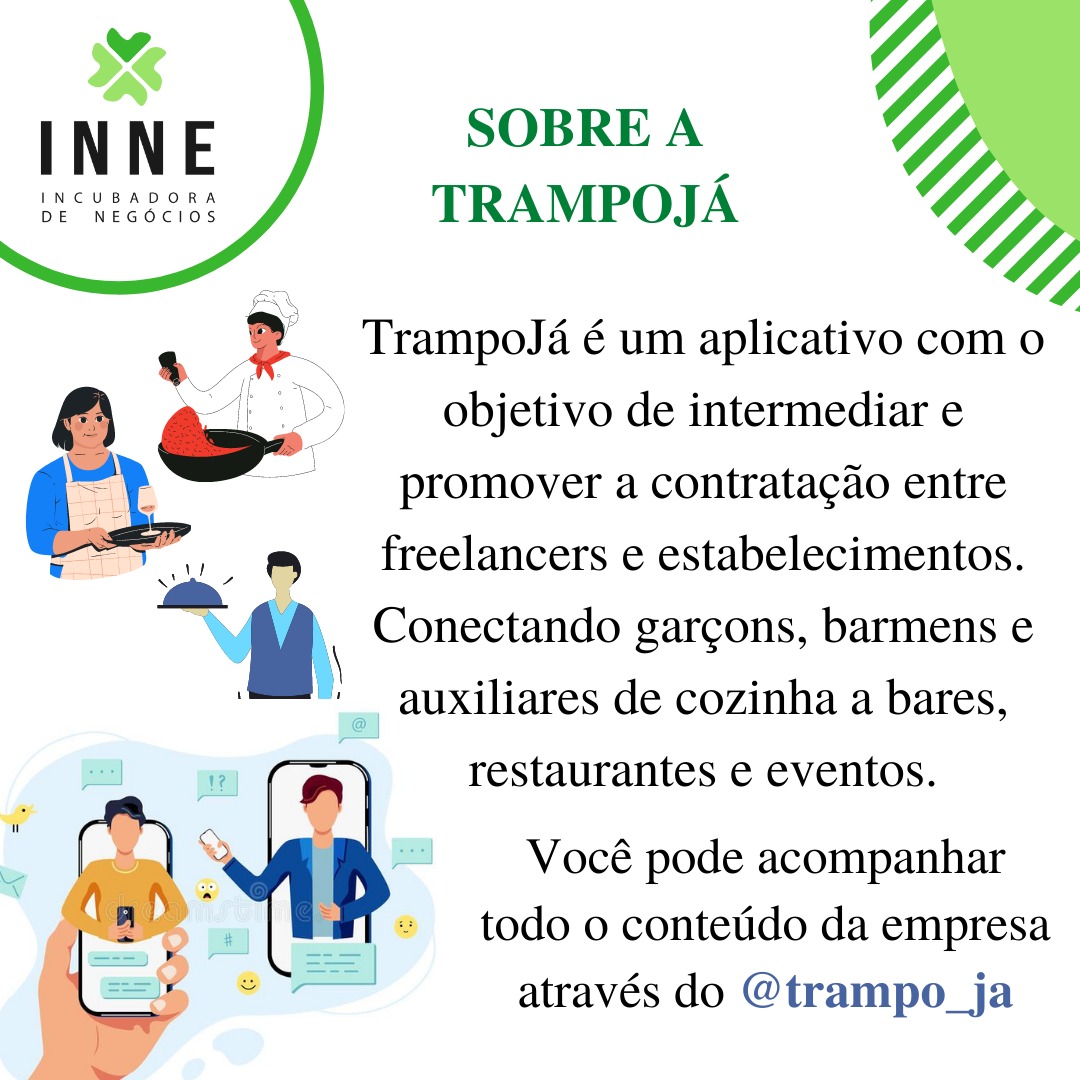 INNE
INCUBADORA
DE NEGÓCIOS
SOBRE A
TRAMPOJÁ
TrampoJá é um aplicativo com o
objetivo de intermediar e
promover a contratação entre
freelancers e estabelecimentos.
Conectando garçons, barmens e
auxiliares de cozinha a bares,
restaurantes e eventos.
@
...
!?
...
#
Você pode acompanhar
todo o conteúdo da empresa
através do @trampo_ja
dreamstime